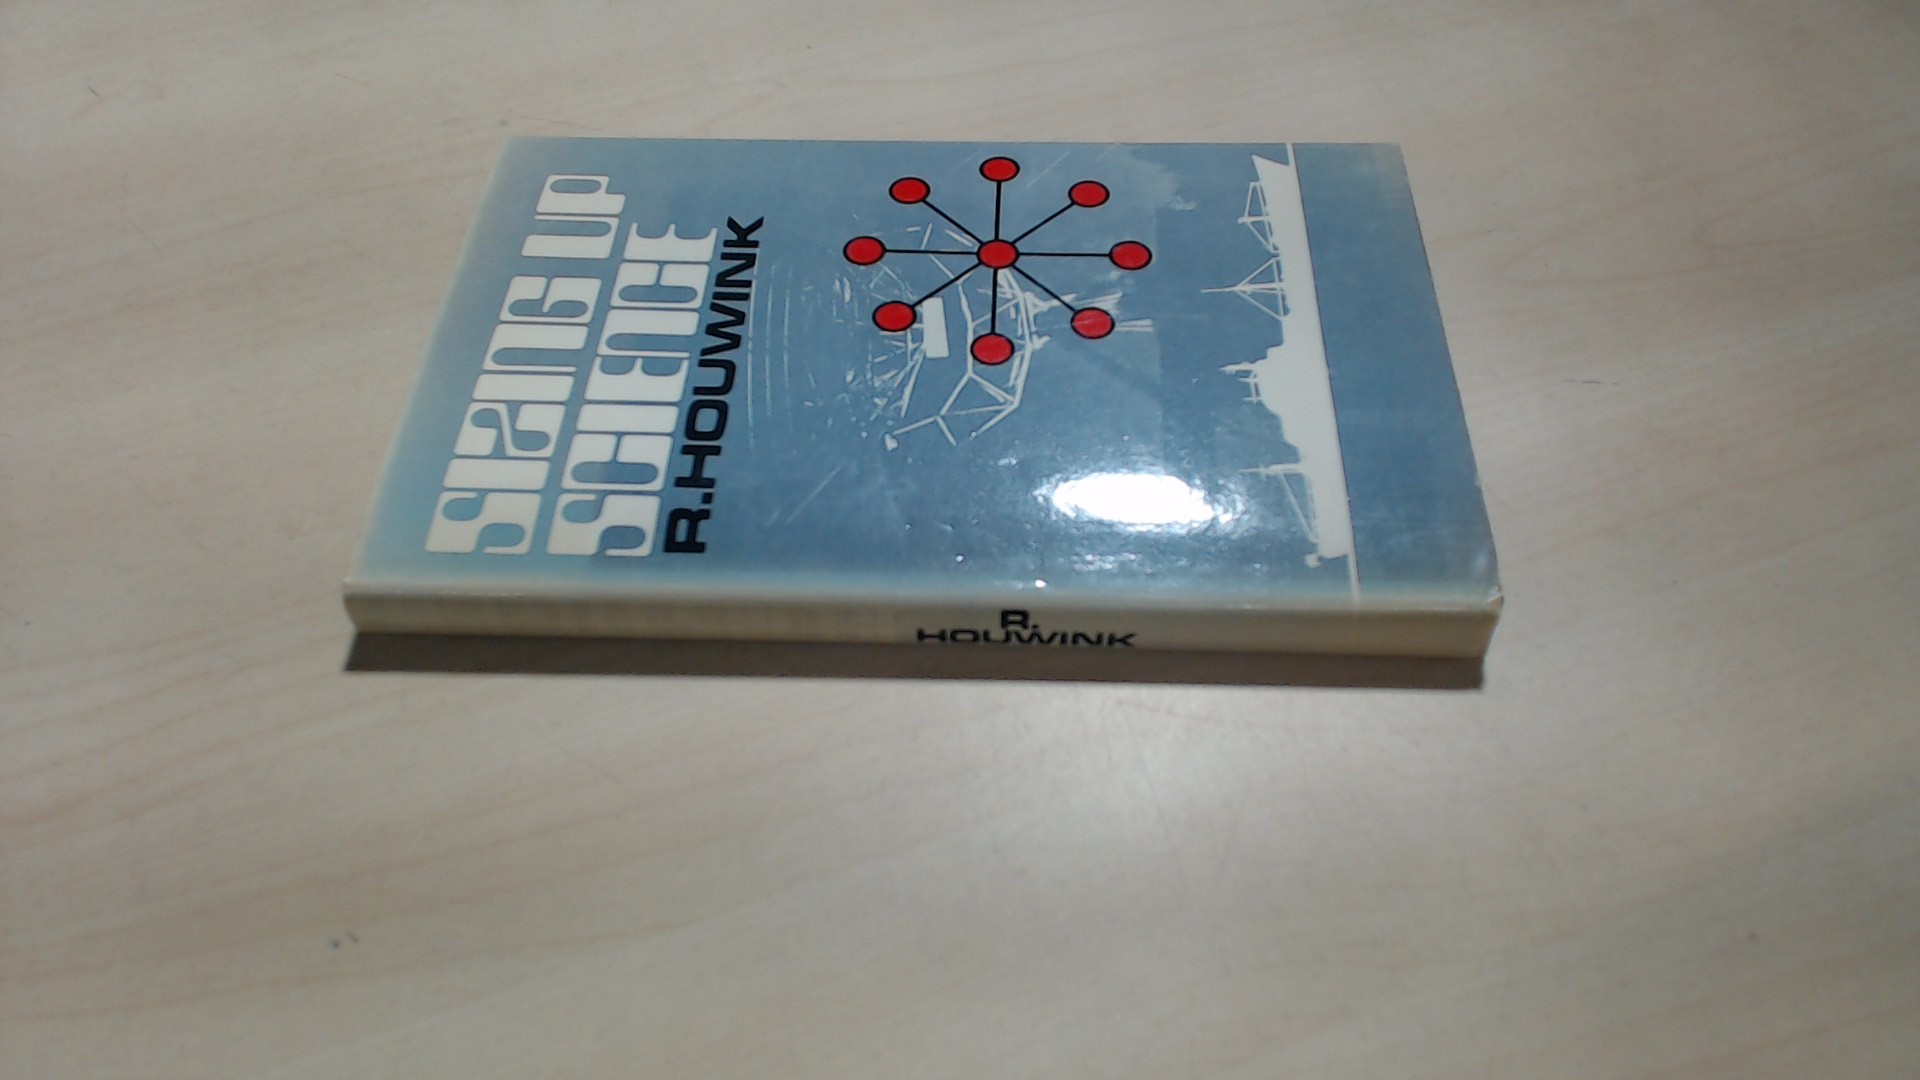 SIZING UP
SCIENCE
R.HOUWINK
R.
HOUWINK